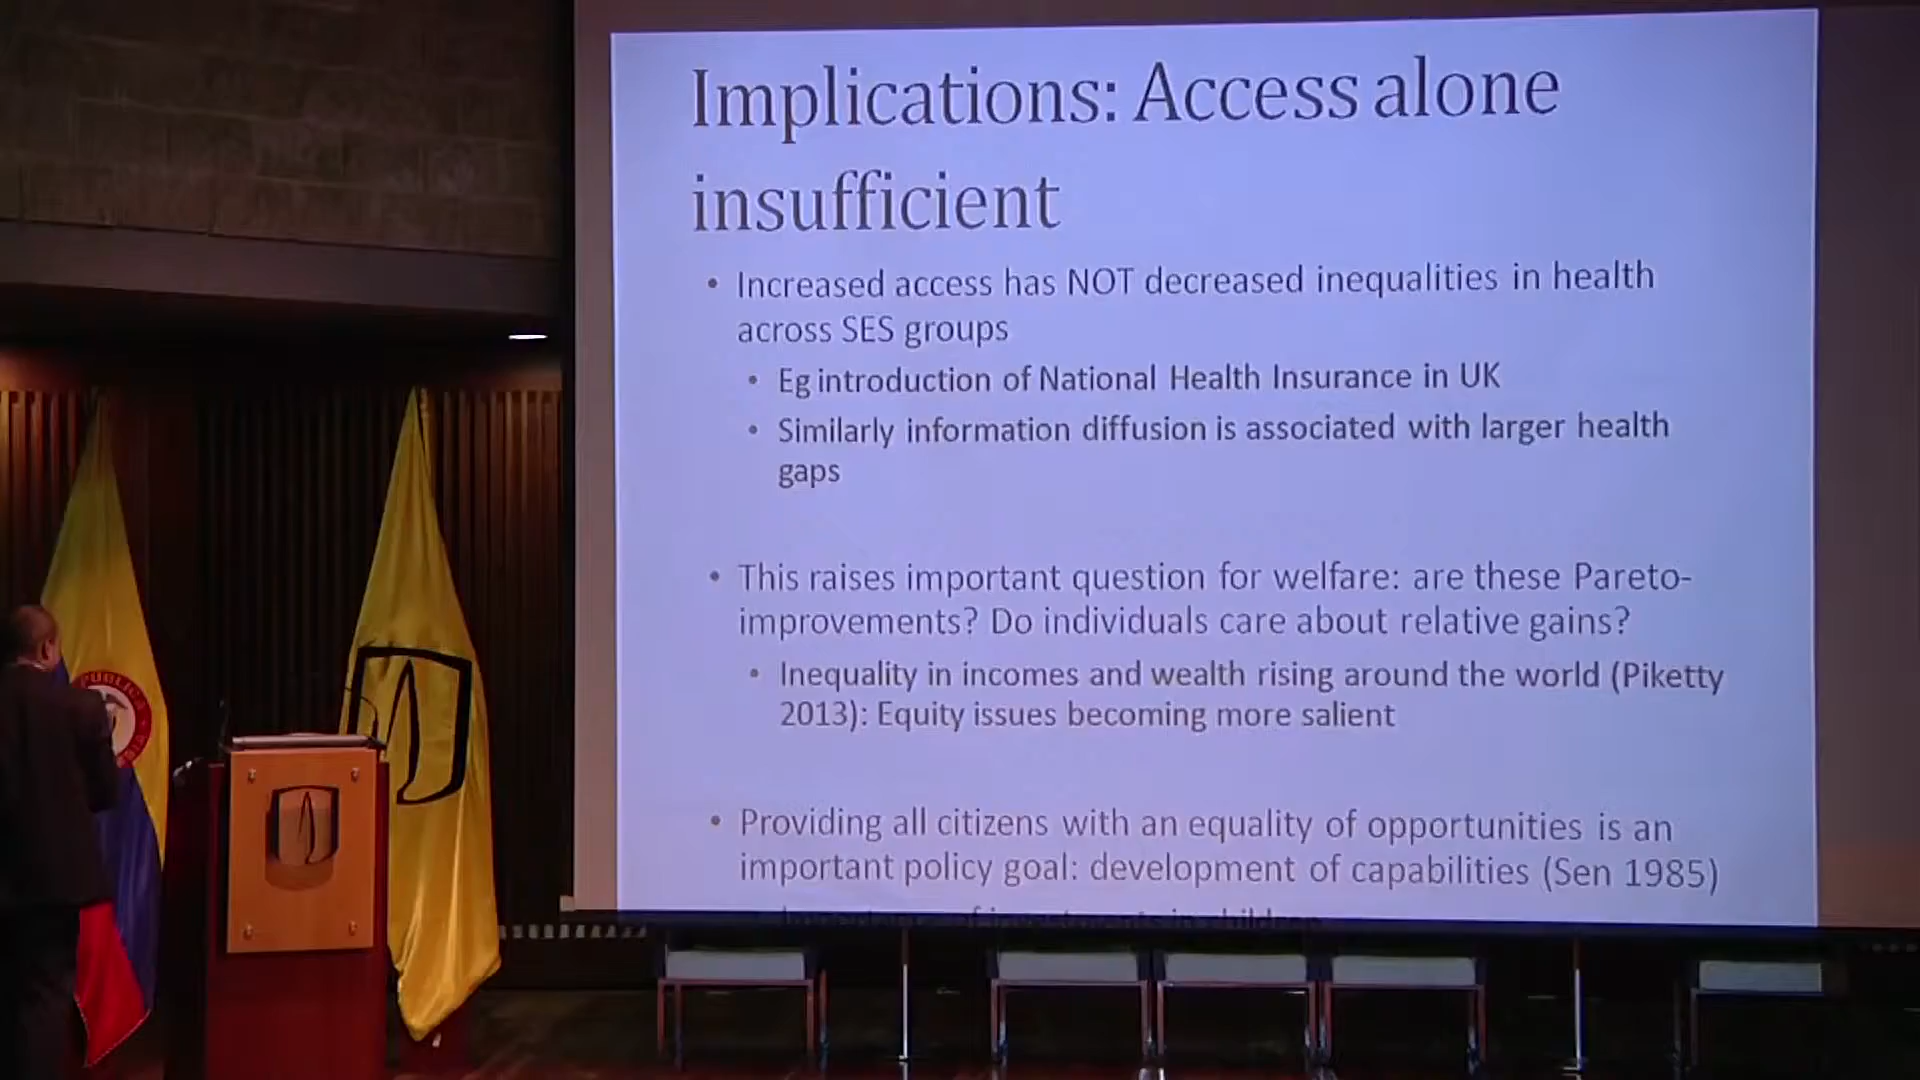 Implications: Access alone
insufficient
• Increased access has NOT decreased inequalities in health
across SES groups
• Eg introduction of National Health Insurance in UK
• Similarly information diffusion is associated with larger health
gaps
• This raises important question for welfare: are these Pareto-
improvements? Do individuals care about relative gains?
• Inequality in incomes and wealth rising around the world (Piketty
2013): Equity issues becoming more salient
• Providing all citizens with an equality of opportunities is an
important policy goal: development of capabilities (Sen 1985)
of investments in children